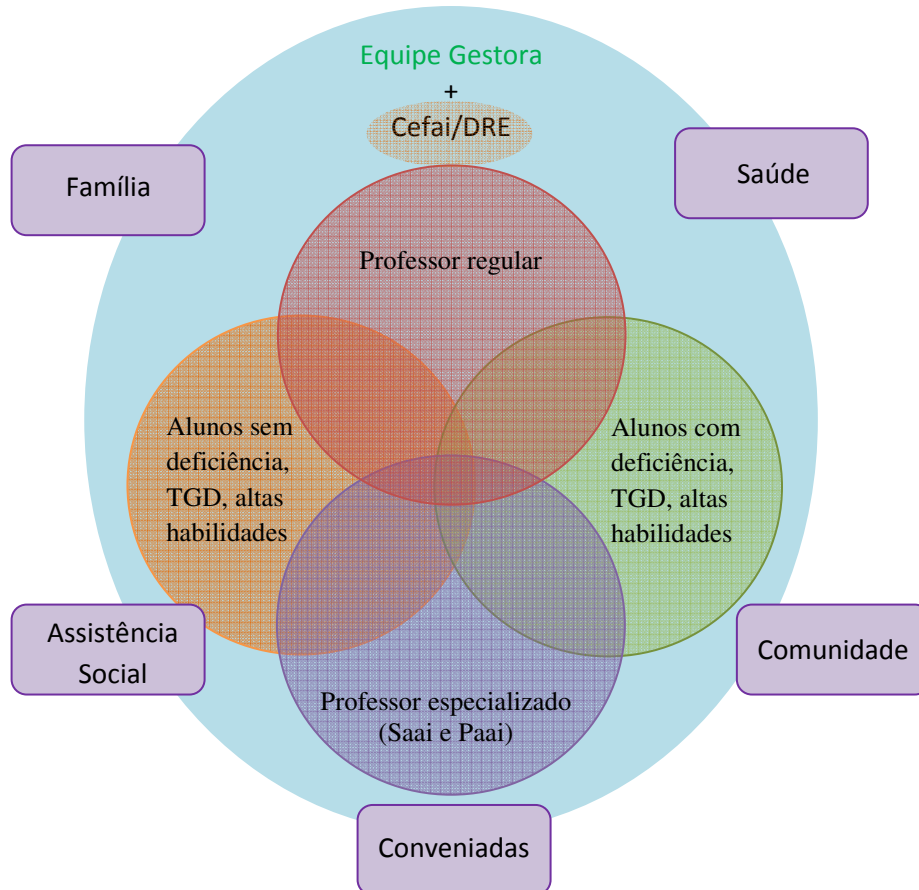 Equipe Gestora
+
Cefai/DRE
Família
Saúde
Professor regular
Alunos sem
deficiência,
TGD, altas
habilidades
Alunos com
deficiência,
TGD, altas
habilidades
Assistência
Social
Comunidade
Professor especializado
(Saai e Paai)
Conveniadas